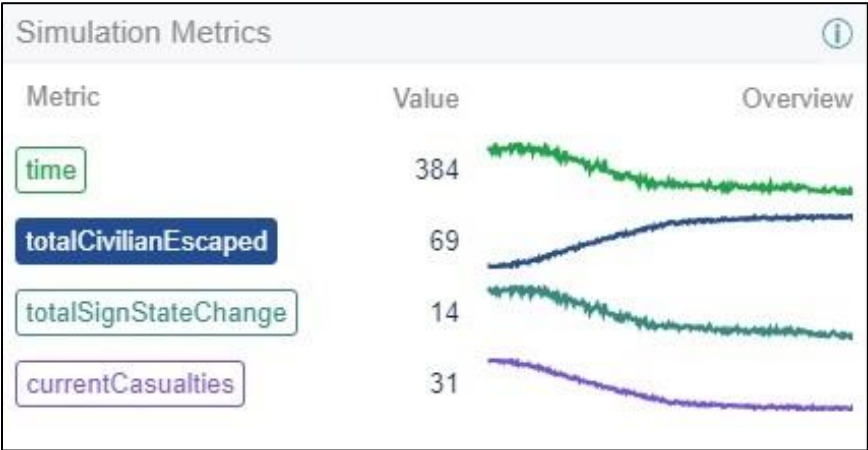 Simulation Metrics
Metric Value Overview
time 384
totalCivilianEscaped 69
totalSignStateChange 14
currentCasualties 31